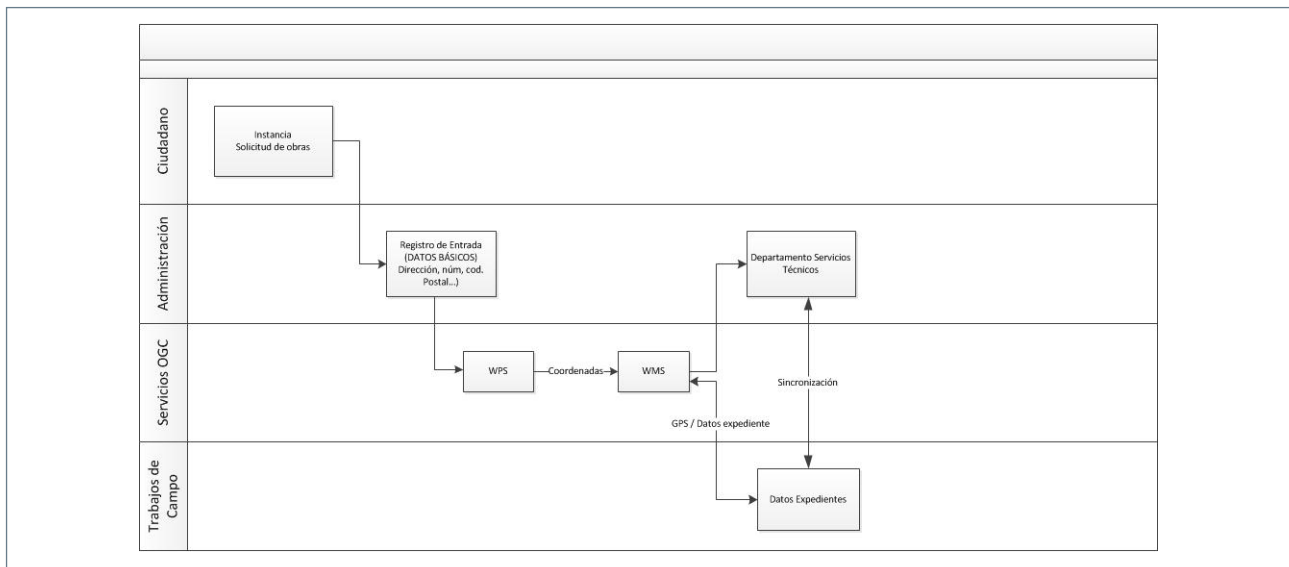 Ciudadano
Instancia
Solicitud de obras
Administración
Registro de Entrada
(DATOS BÁSICOS)
Dirección, núm, cod.
Postal...)
Departamento Servicios
Técnicos
Servicios OGC
WPS
Coordenadas
WMS
Sincronización
GPS / Datos expediente
Trabajos de
Campo
Datos Expedientes